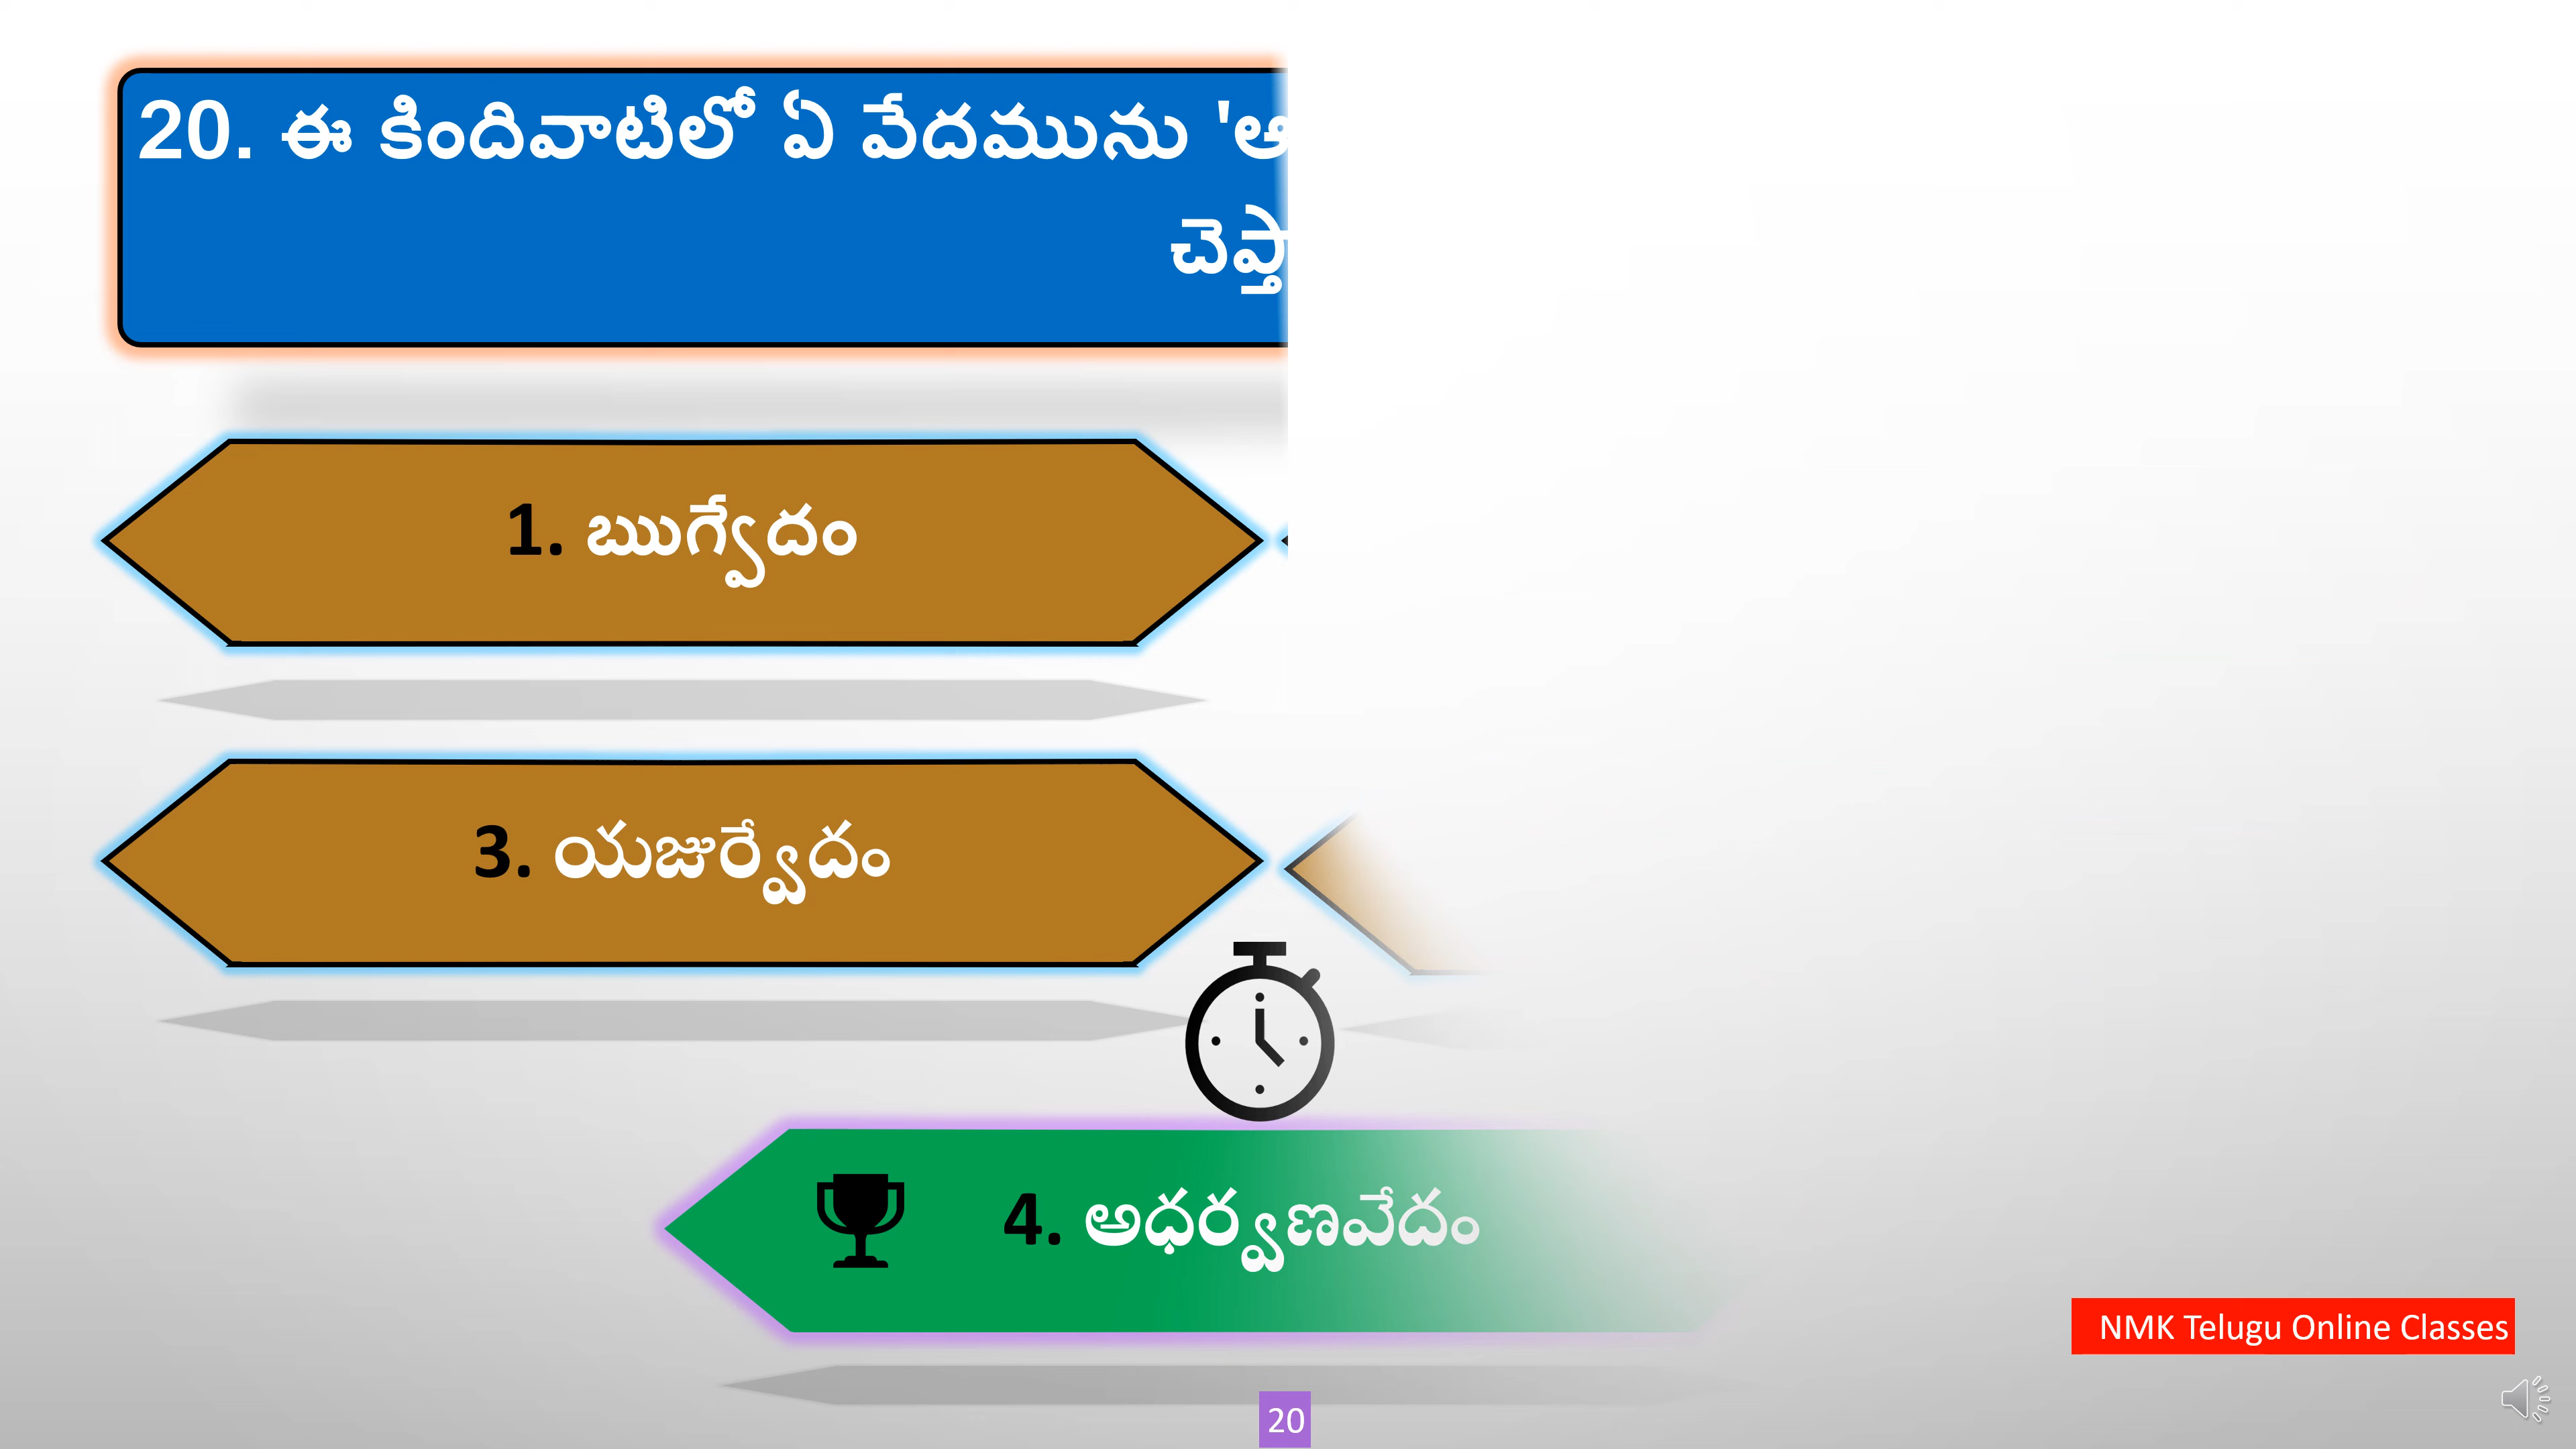 20. ఈ కిందివాటిలో ఏ వేదమును
1. ఋగ్వేదం
3. యజుర్వేదం
4. అధర్వణవేదం
NMK Telugu Online Classes
20